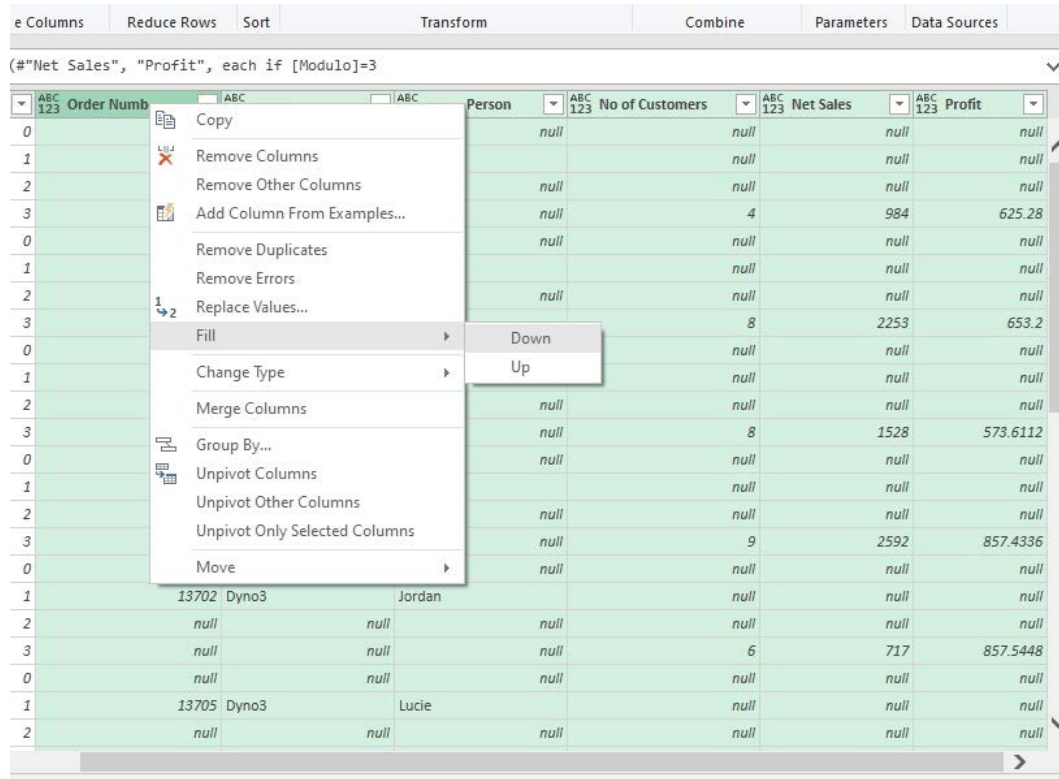 e Columns Reduce Rows Sort Transform Combine Parameters Data Sources
(#"Net Sales", "Profit", each if [Modulo]=3
ABC 123 Order Numb ABC ABC Person ABC 123 No of Customers ABC 123 Net Sales ABC 123 Profit
0 Copy null null null null
1 Remove Columns null null null
2 Remove Other Columns null null null null
3 Add Column From Examples... null 4 984 625.28
0 Remove Duplicates null null null null
1 Remove Errors null null null
2 1 2 Replace Values... null null null null
3 Fill Down 8 2253 653.2
0 Up null null null
1 Change Type null null null
2 Merge Columns null null null null
3 Group By... null 8 1528 573.6112
0 Unpivot Columns null null null null
1 Unpivot Other Columns null null null
2 Unpivot Only Selected Columns null null null null
3 null 9 2592 857.4336
0 Move null null null null
1 13702 Dyno3 Jordan null null null
2 null null null null null null
3 null null null 6 717 857.5448
0 null null null null null null
1 13705 Dyno3 Lucie null null null
2 null null null null null null